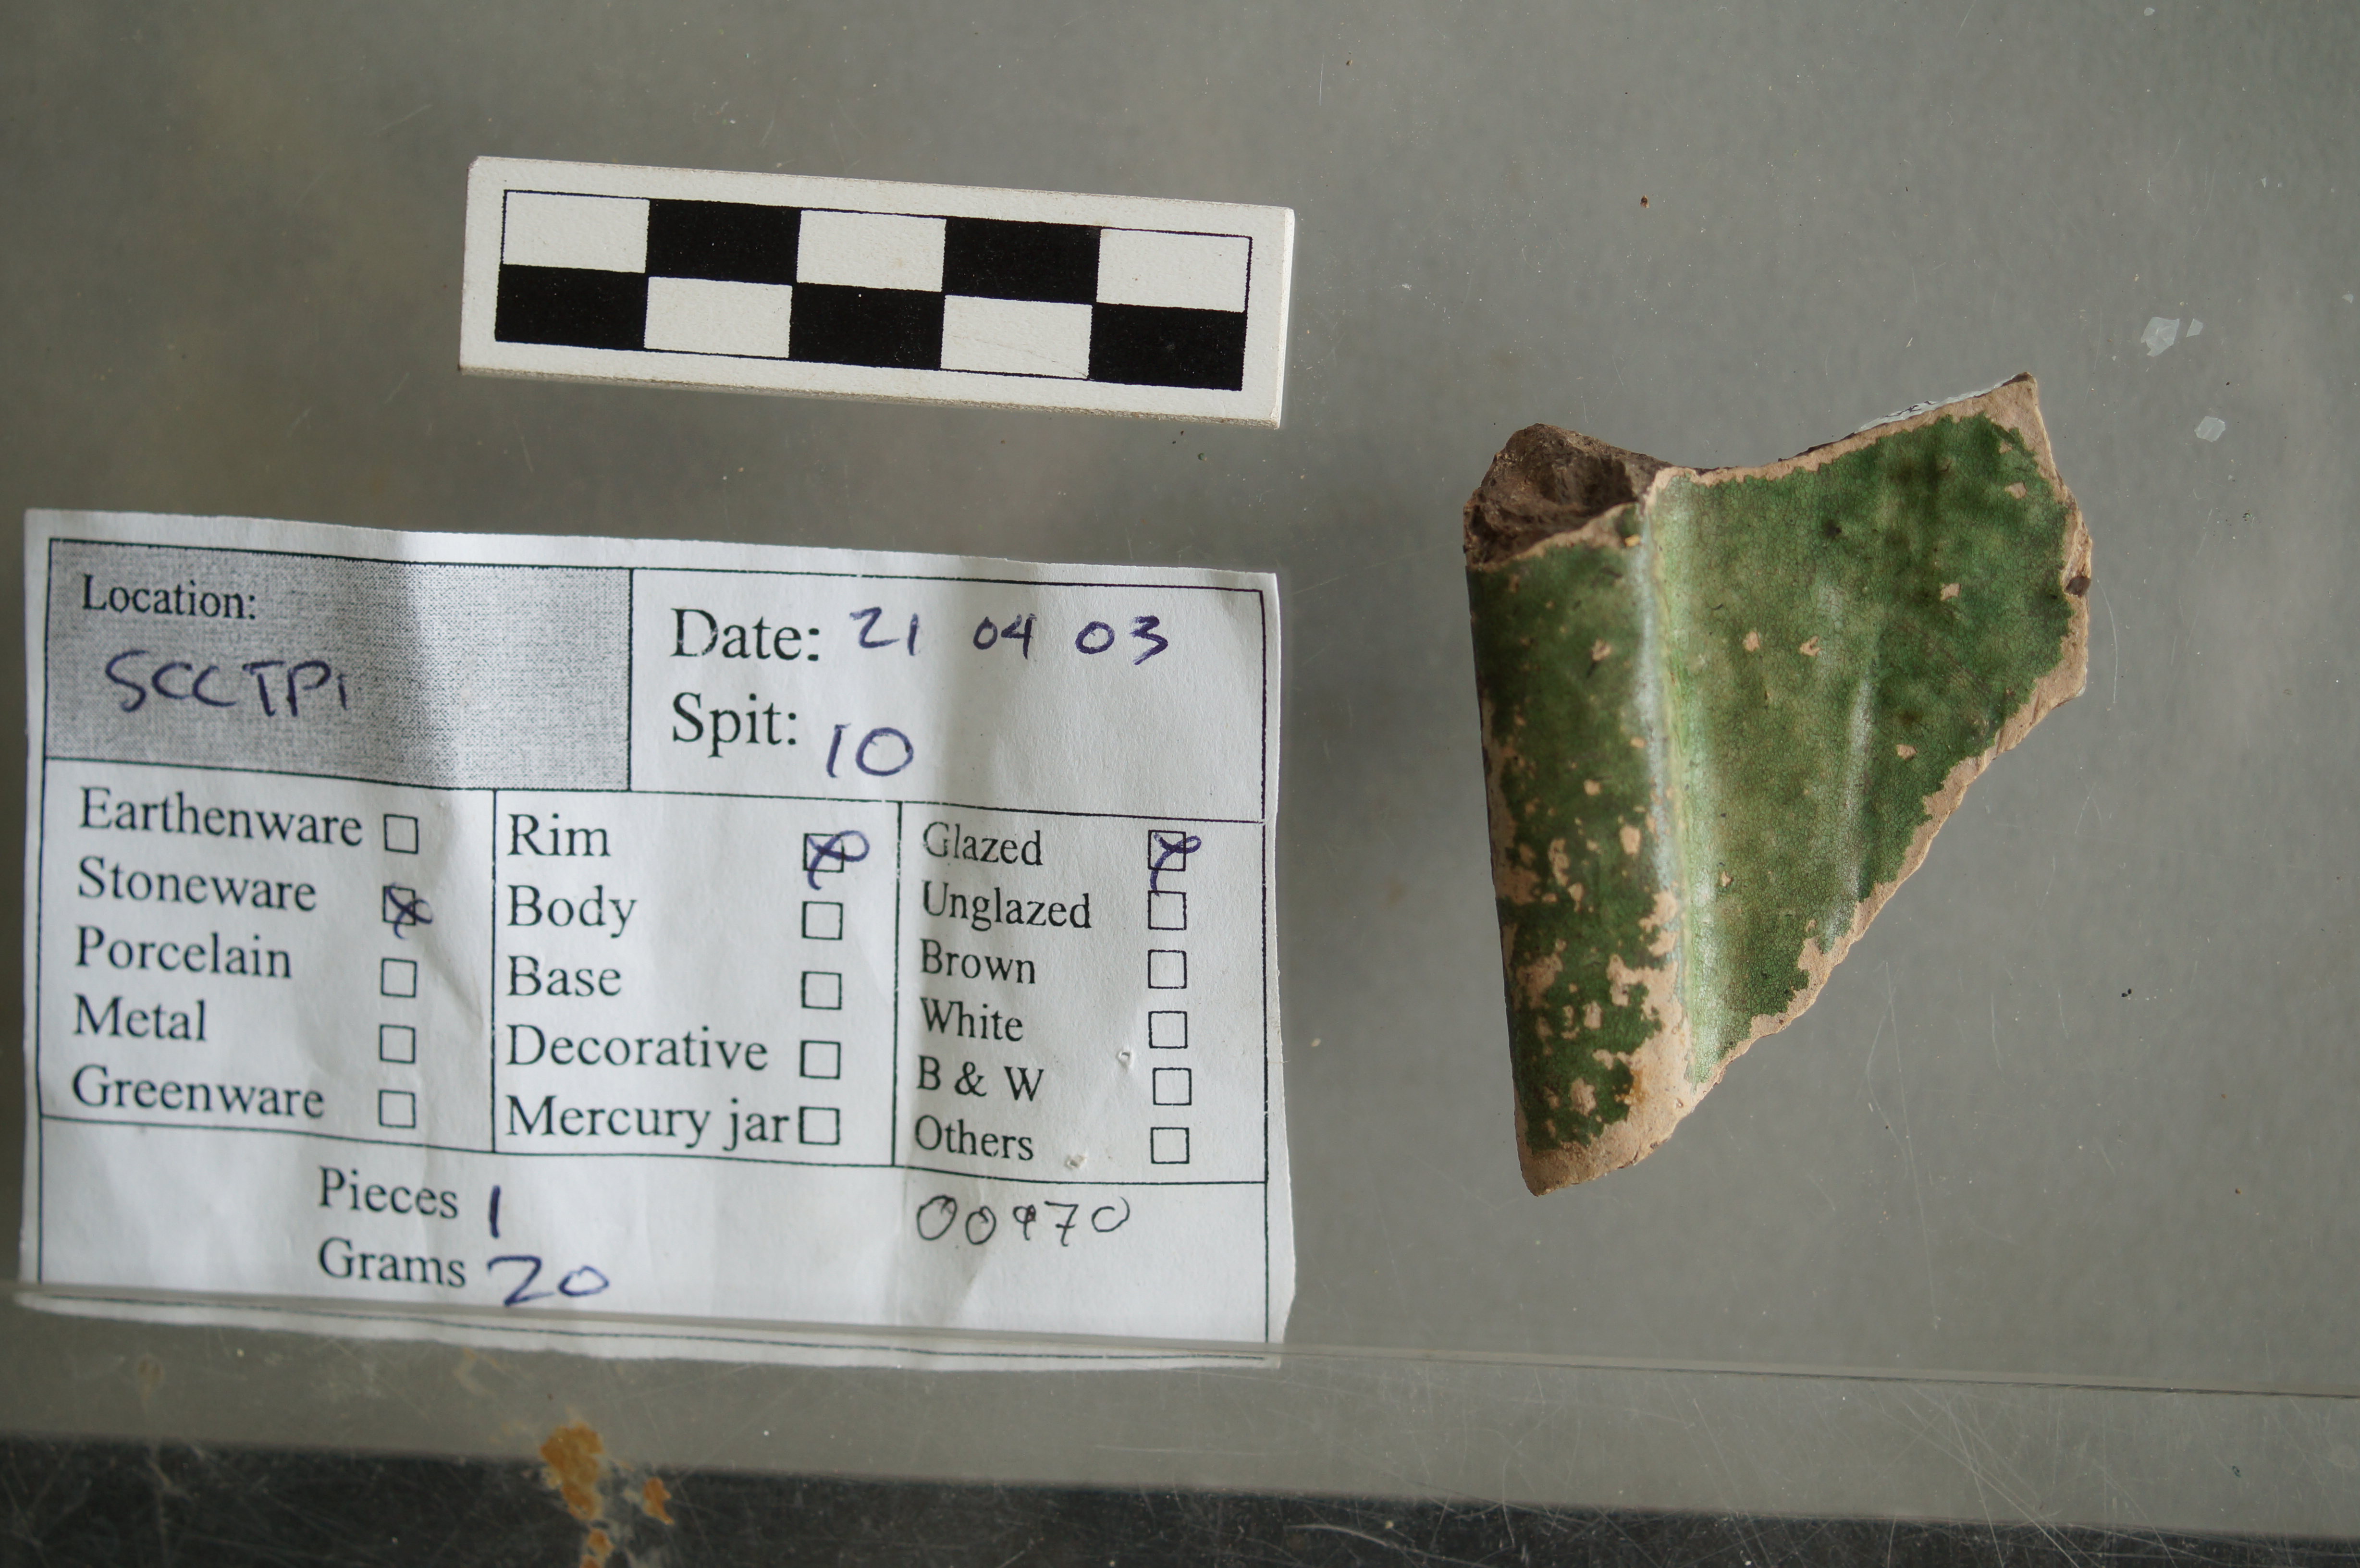 Location:
SCCTP1
Date: 21 04 03
Spit: 10
Earthenware
Stoneware
Porcelain
Metal
Greenware
Rim
Body
Base
Decorative
Mercury jar
Glazed
Unglazed
Brown
White
B & W
Others
Pieces 1
Grams 20